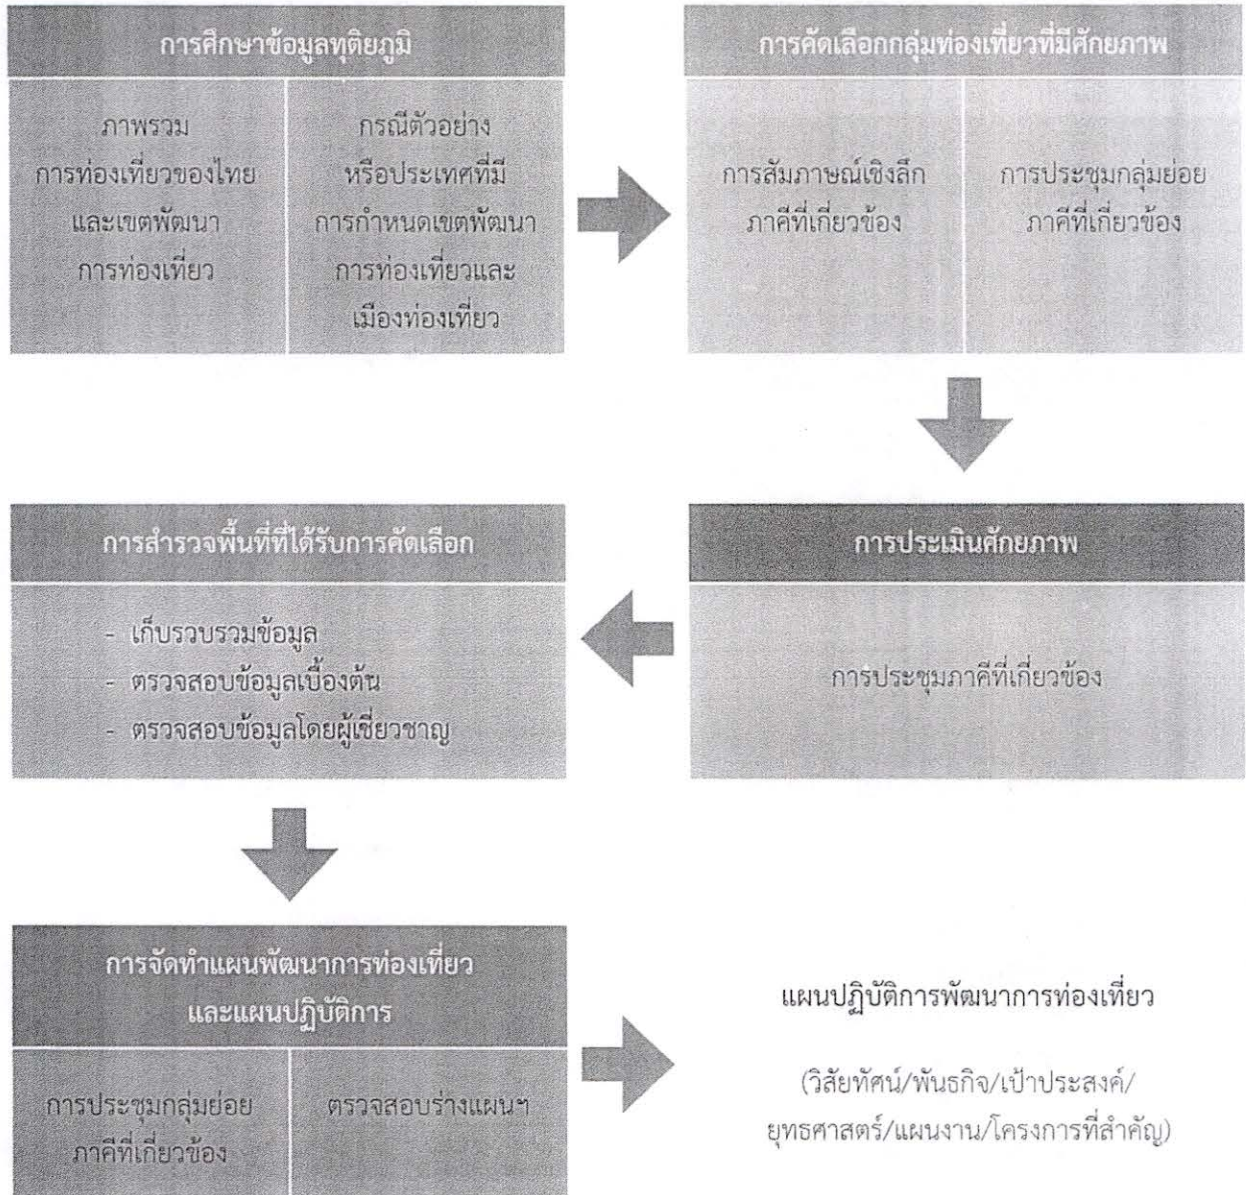 การศึกษาข้อมูลทุติยภูมิ
ภาพรวม
การท่องเที่ยวของไทย
และเขตพัฒนา
การท่องเที่ยว
กรณีตัวอย่าง
หรือประเทศที่มี
การกำหนดเขตพัฒนา
การท่องเที่ยวและ
เมืองท่องเที่ยว
การคัดเลือกกลุ่มท่องเที่ยวที่มีศักยภาพ
การสัมภาษณ์เชิงลึก
ภาคีที่เกี่ยวข้อง
การประชุมกลุ่มย่อย
ภาคีที่เกี่ยวข้อง
การประเมินศักยภาพ
การประชุมภาคีที่เกี่ยวข้อง
การสำรวจพื้นที่ที่ได้รับการคัดเลือก
- เก็บรวบรวมข้อมูล
- ตรวจสอบข้อมูลเบื้องต้น
- ตรวจสอบข้อมูลโดยผู้เชี่ยวชาญ
การจัดทำแผนพัฒนาการท่องเที่ยว
และแผนปฏิบัติการ
การประชุมกลุ่มย่อย
ภาคีที่เกี่ยวข้อง
ตรวจสอบร่างแผนฯ
แผนปฏิบัติการพัฒนาการท่องเที่ยว
(วิสัยทัศน์/พันธกิจ/เป้าประสงค์/
ยุทธศาสตร์/แผนงาน/โครงการที่สำคัญ)